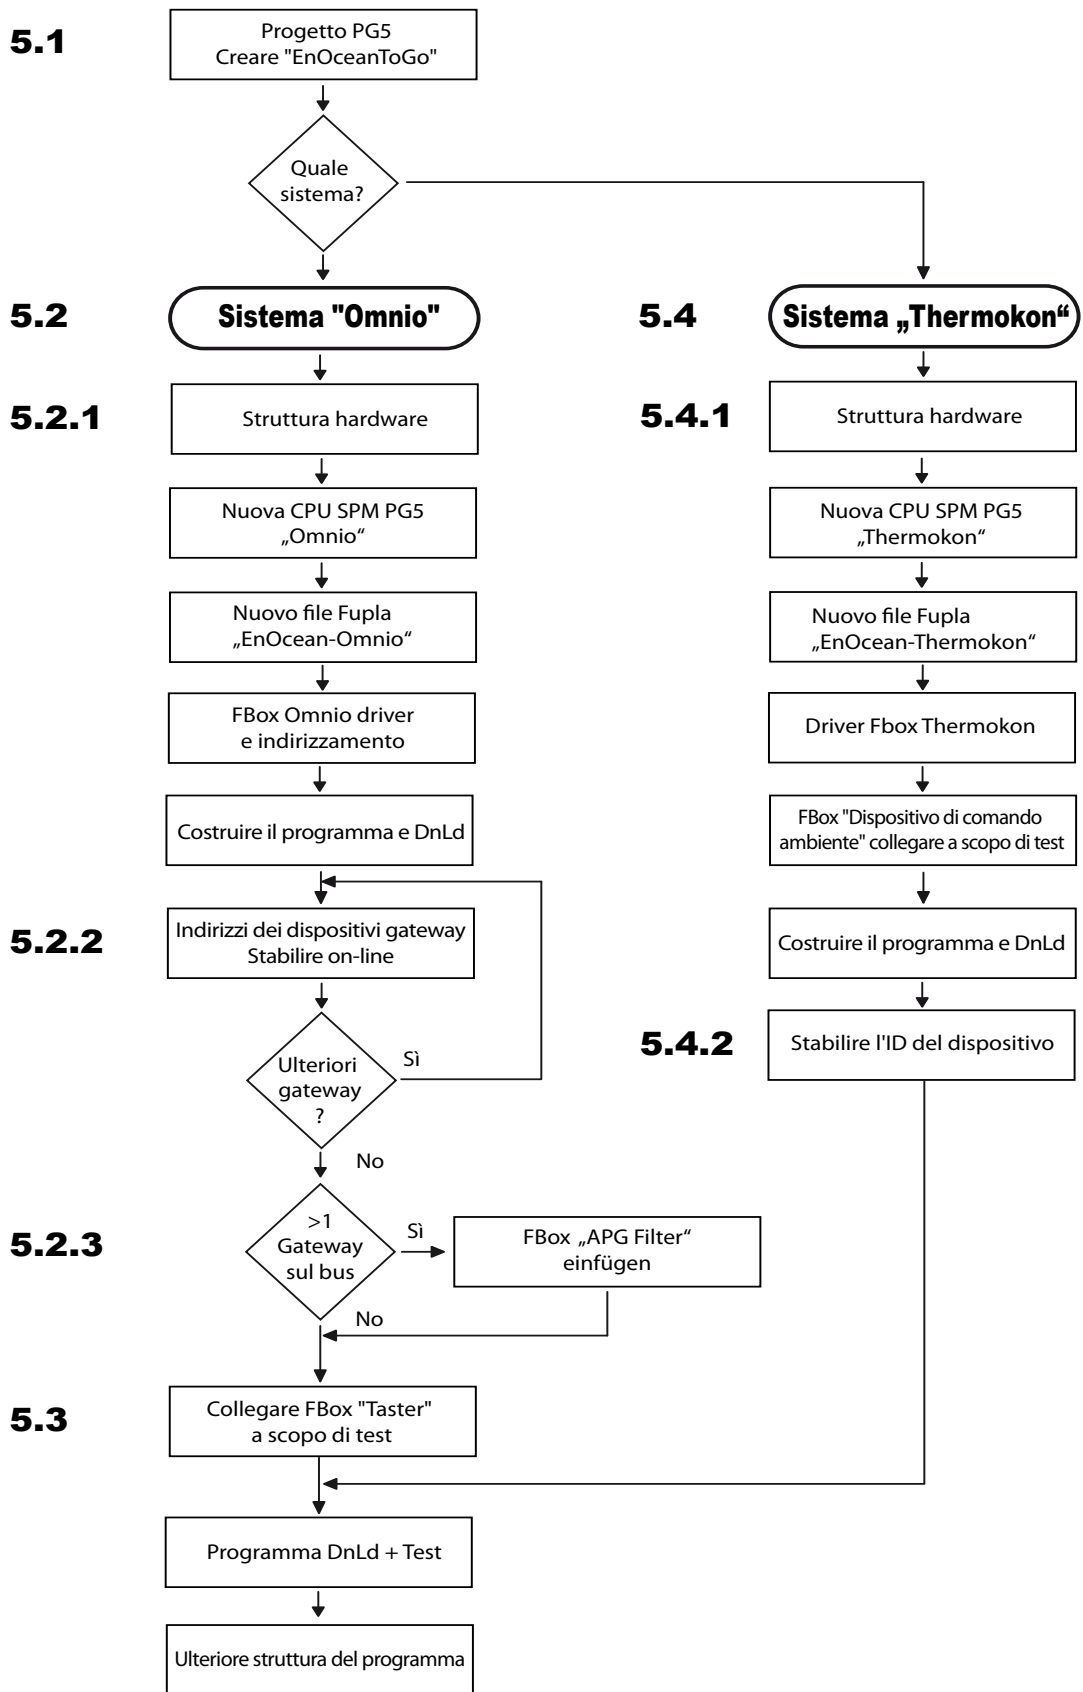 5.1
Progetto PG5
Creare "EnOceanToGo"
Quale
sistema?
5.2
Sistema "Omnio"
5.2.1
Struttura hardware
Nuova CPU SPM PG5
„Omnio“
Nuovo file Fupla
„EnOcean-Omnio“
FBox Omnio driver
e indirizzamento
Costruire il programma e DnLd
5.2.2
Indirizzi dei dispositivi gateway
Stabilire on-line
Ulteriori
gateway
?
Sì
No
5.2.3
>1
Gateway
sul bus
Sì
FBox „APG Filter“
einfügen
No
5.3
Collegare FBox "Taster"
a scopo di test
Programma DnLd + Test
Ulteriore struttura del programma
5.4
Sistema „Thermokon“
5.4.1
Struttura hardware
Nuova CPU SPM PG5
„Thermokon“
Nuovo file Fupla
„EnOcean-Thermokon“
Driver Fbox Thermokon
FBox "Dispositivo di comando
ambiente" collegare a scopo di test
Costruire il programma e DnLd
5.4.2
Stabilire l'ID del dispositivo